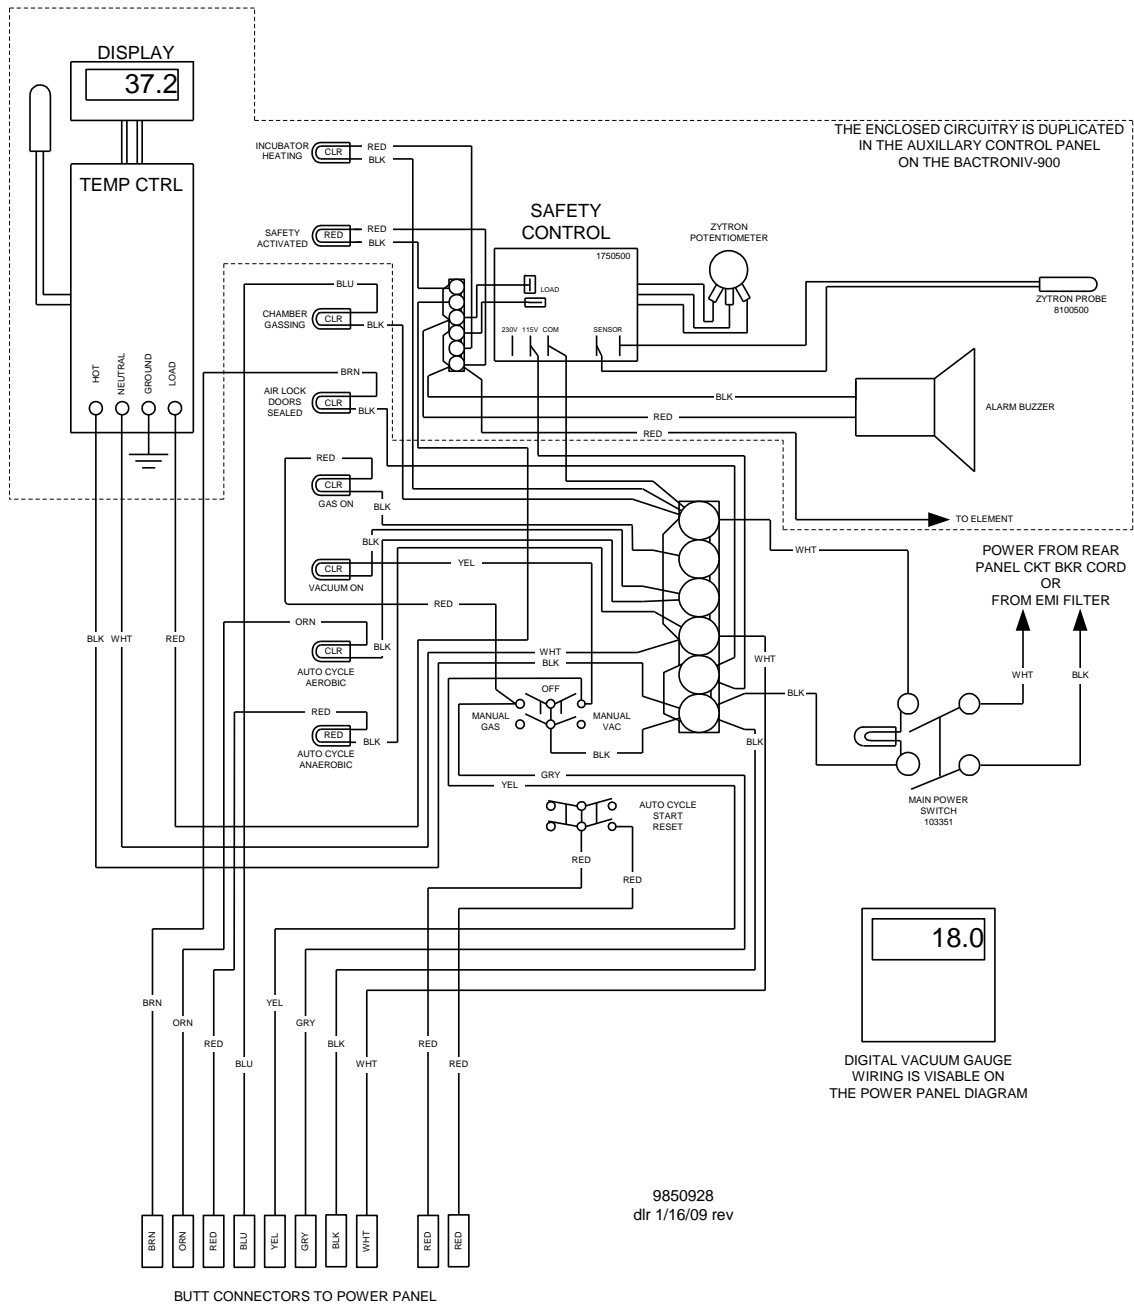 DISPLAY
37.2
TEMP CTRL
HOT
NEUTRAL
GROUND
LOAD
THE ENCLOSED CIRCUITRY IS DUPLICATED
IN THE AUXILLARY CONTROL PANEL
ON THE BACTRONIV-900
INCUBATOR
HEATING
CLR
RED
BLK
SAFETY
ACTIVATED
RED
RED
BLK
SAFETY
CONTROL
1750500
LOAD
230V 115V COM
SENSOR
ZYTRON
POTENTIOMETER
ZYTRON PROBE
8100500
BLU
CHAMBER
GASSING
CLR
BLK
BRN
AIR LOCK
DOORS
SEALED
CLR
BLK
BLK
RED
RED
ALARM BUZZER
TO ELEMENT
RED
CLR
GAS ON
BLK
BLK
CLR
VACUUM ON
YEL
RED
ORN
CLR
BLK
AUTO CYCLE
AEROBIC
RED
RED
BLK
AUTO CYCLE
ANAEROBIC
BLK
WHT
RED
WHT
BLK
OFF
MANUAL
GAS
MANUAL
VAC
BLK
GRY
YEL
WHT
WHT
BLK
BLK
POWER FROM REAR
PANEL CKT BKR CORD
OR
FROM EMI FILTER
WHT
BLK
MAIN POWER
SWITCH
103351
AUTO CYCLE
START
RESET
RED
RED
18.0
DIGITAL VACUUM GAUGE
WIRING IS VISABLE ON
THE POWER PANEL DIAGRAM
BRN
ORN
RED
BLU
YEL
GRY
BLK
WHT
RED
RED
9850928
dlr 1/16/09 rev
BRN
ORN
RED
BLU
YEL
GRY
BLK
WHT
RED
RED
BUTT CONNECTORS TO POWER PANEL